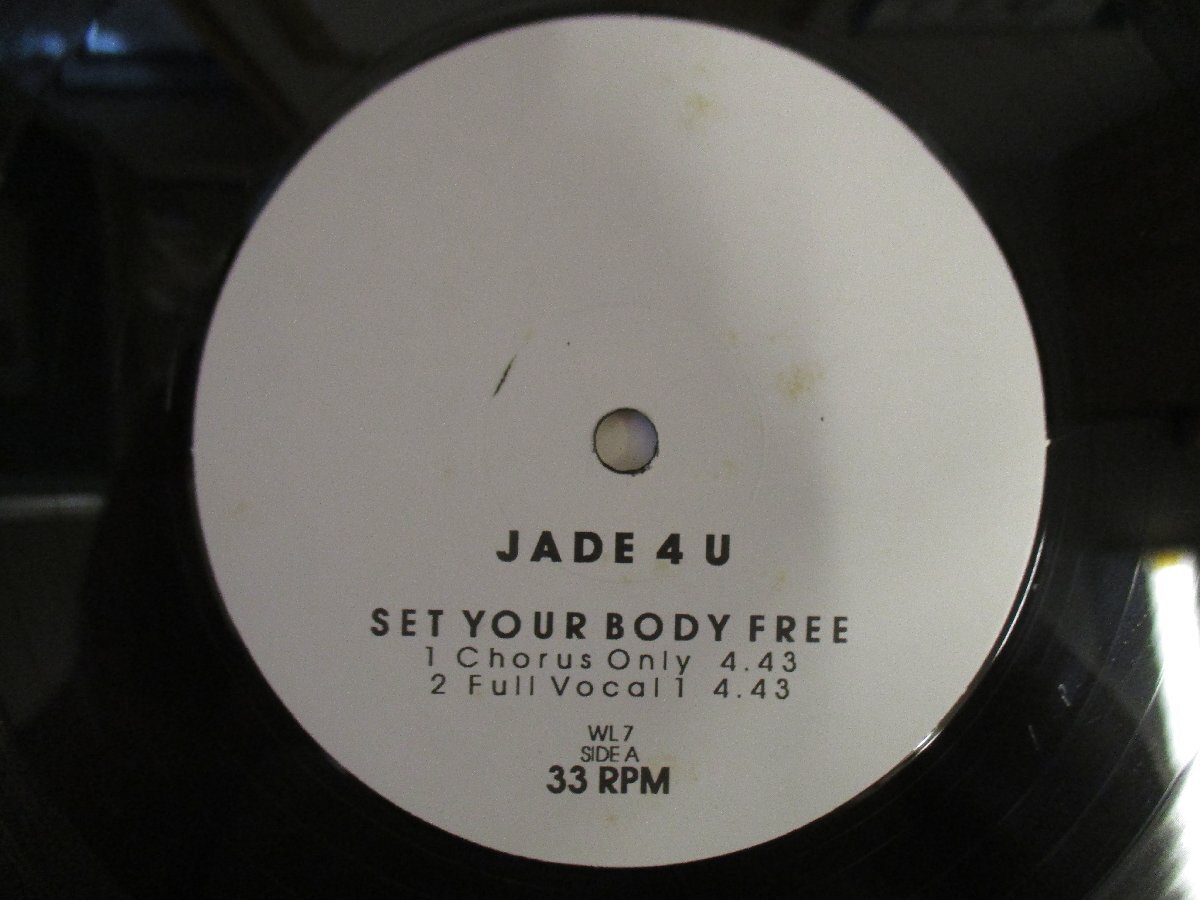 JADE 4 U
SET YOUR BODY FREE
1 Chorus Only 4.43
2 Full Vocal 1 4.43
WL 7
SIDE A
33 RPM